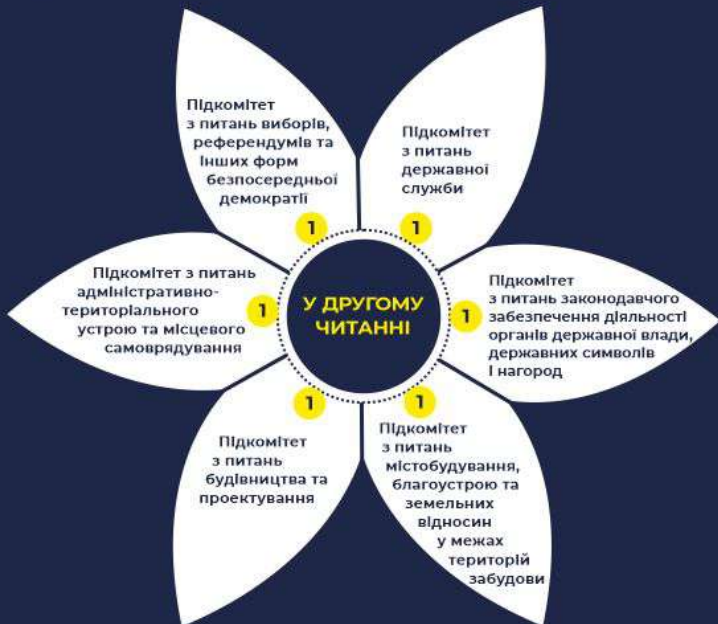 Підкомітет
з питань виборів,
референдумів та
інших форм
безпосередньої
демократії
1
Підкомітет
з питань
державної
служби
1
Підкомітет з питань
адміністративно-
територіального
устрою та місцевого
самоврядування
1
У ДРУГОМУ
ЧИТАННІ
1
Підкомітет
з питань законодавчого
забезпечення діяльності
органів державної влади,
державних символів
і нагород
1
Підкомітет
з питань
будівництва та
проектування
1
Підкомітет
з питань
містобудування,
благоустрою та
земельних
відносин
у межах
територій
забудови